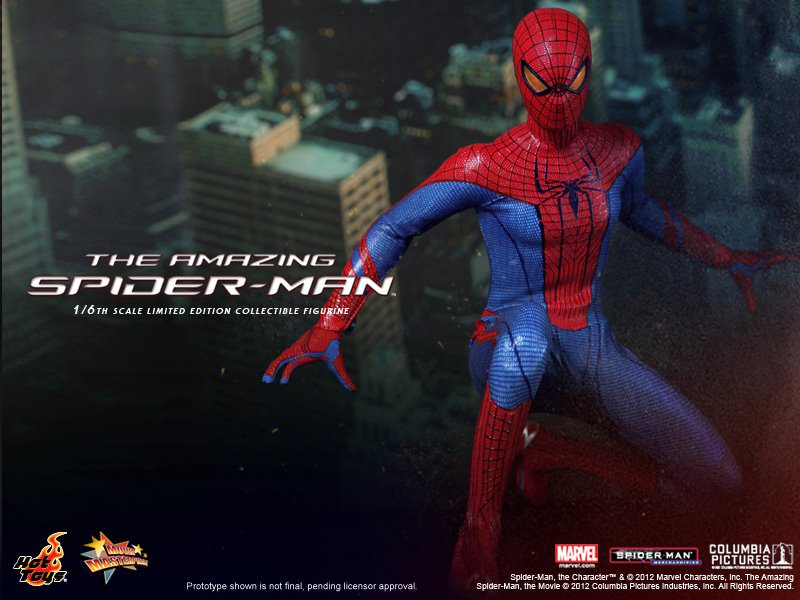 THE AMAZING
SPIDER-MAN™
1/6TH SCALE LIMITED EDITION COLLECTIBLE FIGURINE
Hot
Toys
Movie
Masterpiece
Prototype shown is not final, pending licensor approval.
MARVEL
marvel.com
SPIDER-MAN
MERCHANDISING
COLUMBIA
PICTURES
Spider-Man, the Character™ & © 2012 Marvel Characters, Inc. The Amazing
Spider-Man, the Movie © 2012 Columbia Pictures Industries, Inc. All Rights Reserved.